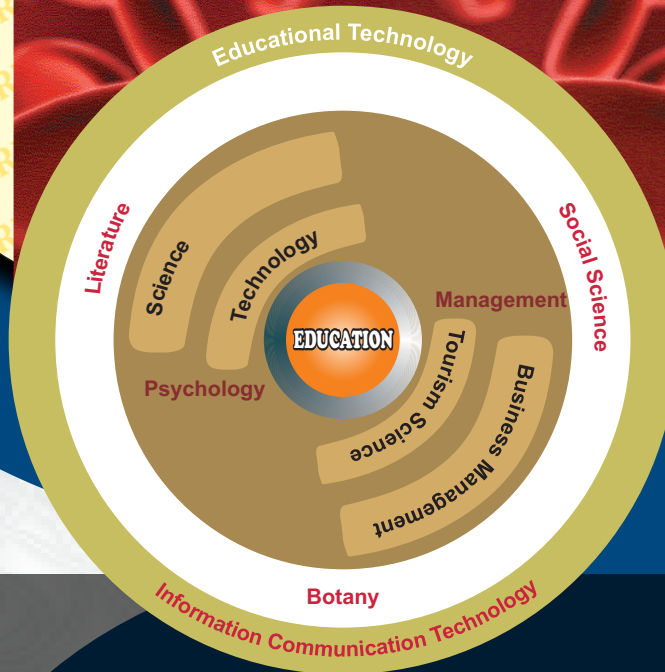 Educational Technology
Literature
Social Science
Science
Technology
Management
EDUCATION
Psychology
Tourism Science
Business Management
Botany
Information Communication Technology